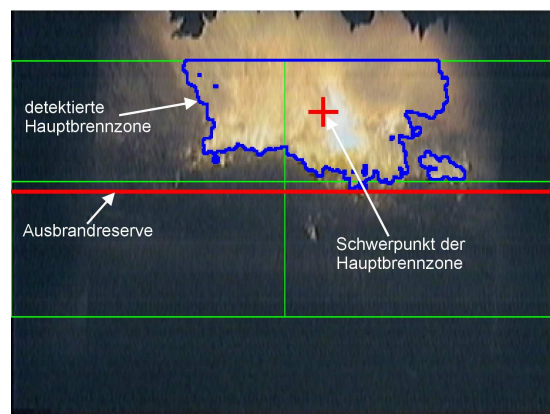 detektierte
Hauptbrennzone
Ausbrandreserve
Schwerpunkt der
Hauptbrennzone